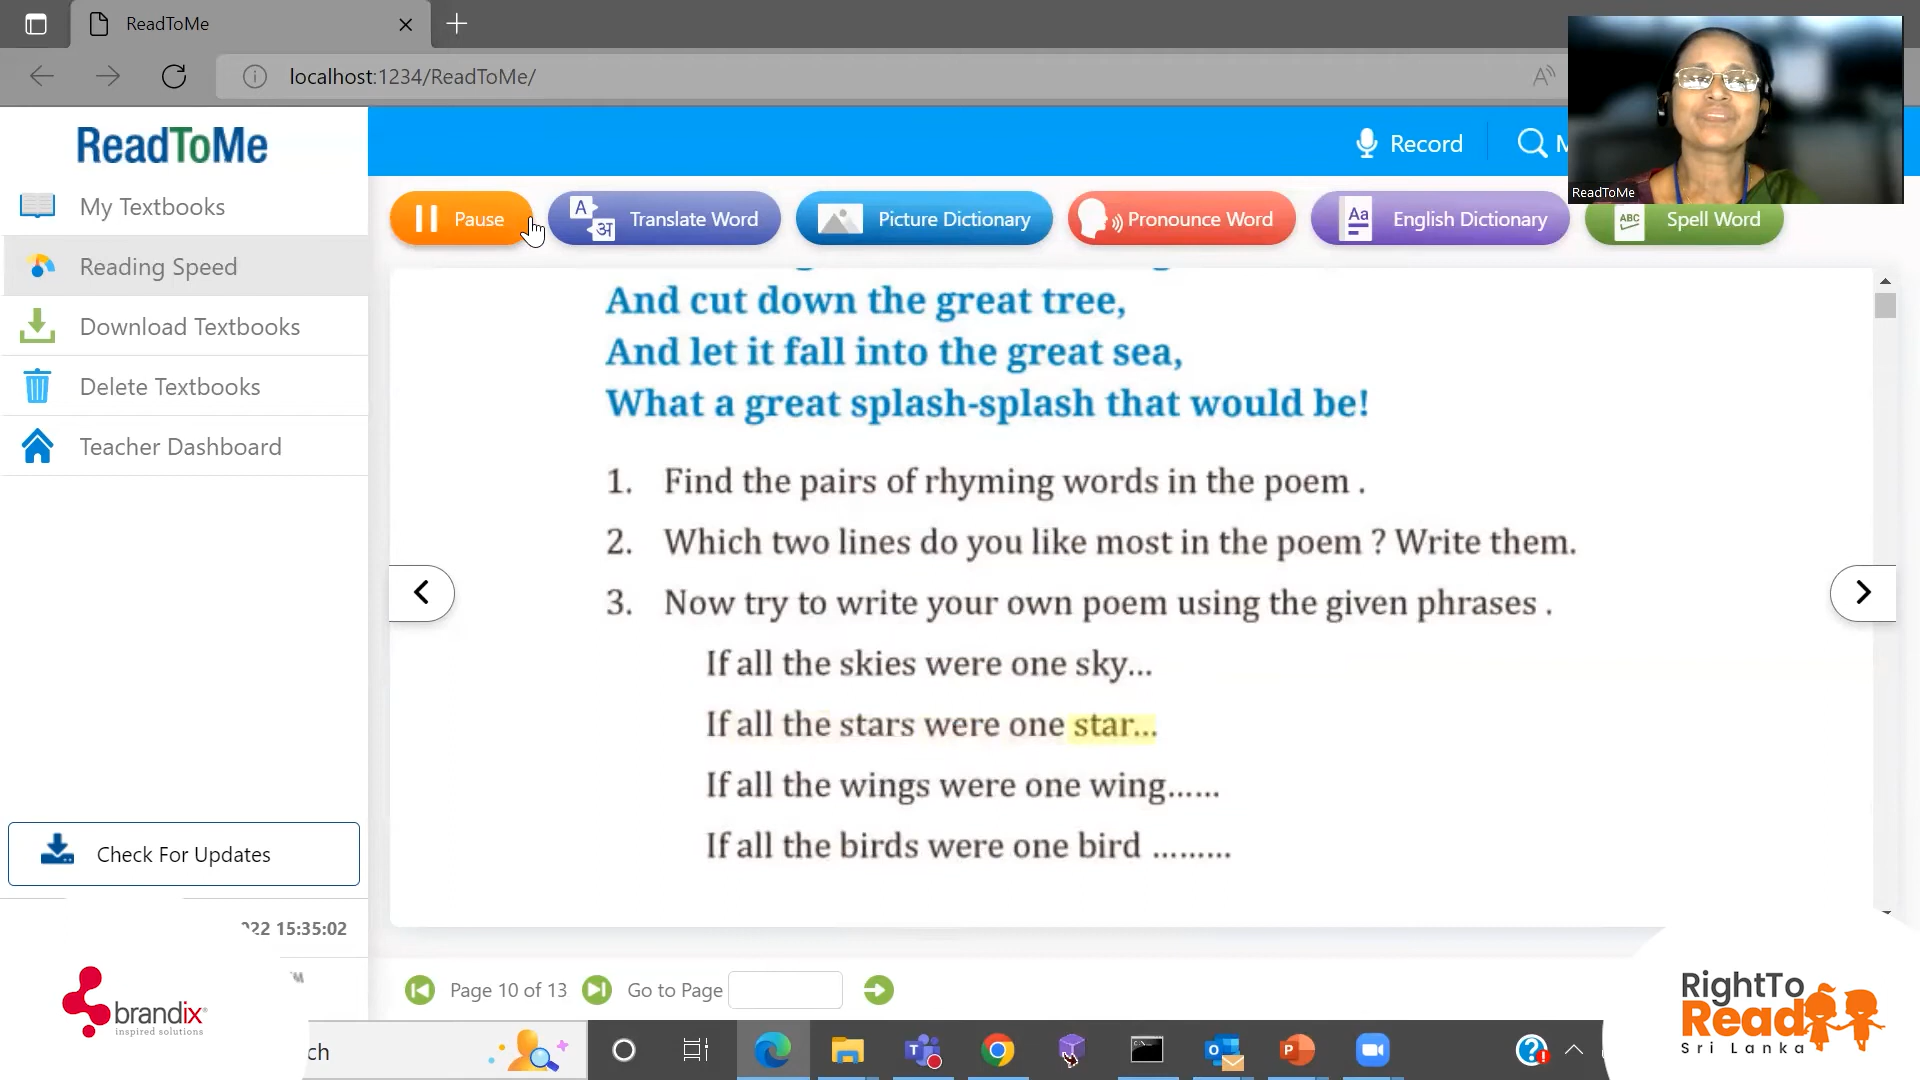 ReadToMe
localhost:1234/ReadToMe/
ReadToMe
Record
M
ReadToMe
My Textbooks
Reading Speed
Download Textbooks
Delete Textbooks
Teacher Dashboard
Pause
Translate Word
Picture Dictionary
Pronounce Word
Aa
English Dictionary
ABC
Spell Word
And cut down the great tree,
And let it fall into the great sea,
What a great splash-splash that would be!
1. Find the pairs of rhyming words in the poem .
2. Which two lines do you like most in the poem ? Write them.
3. Now try to write your own poem using the given phrases .
If all the skies were one sky...
If all the stars were one star...
If all the wings were one wing......
If all the birds were one bird .........
Check For Updates
022 15:35:02
Page 10 of 13
Go to Page
brandix
inspired solutions
ch
RightTo
Read
Sri Lanka